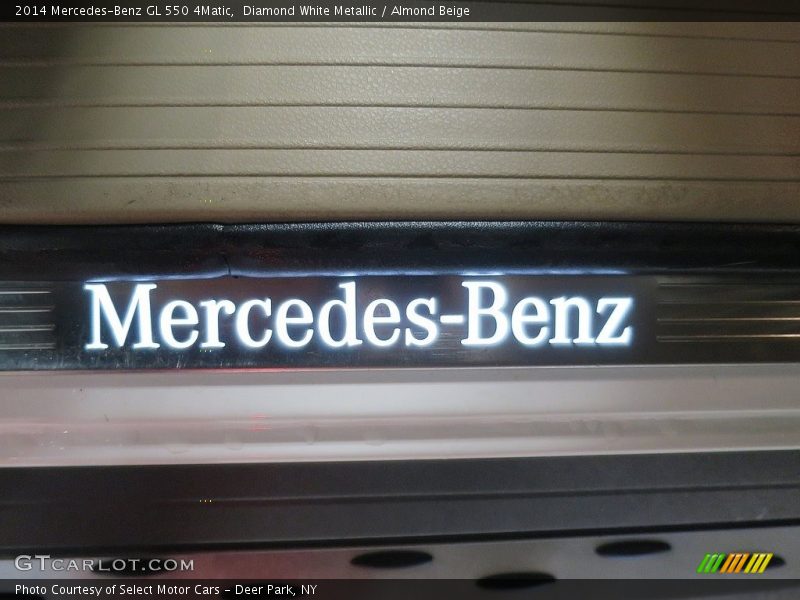 2014 Mercedes-Benz GL 550 4Matic,  Diamond White Metallic / Almond Beige
Mercedes-Benz
GTCARLOT.COM
Photo Courtesy of Select Motor Cars - Deer Park, NY